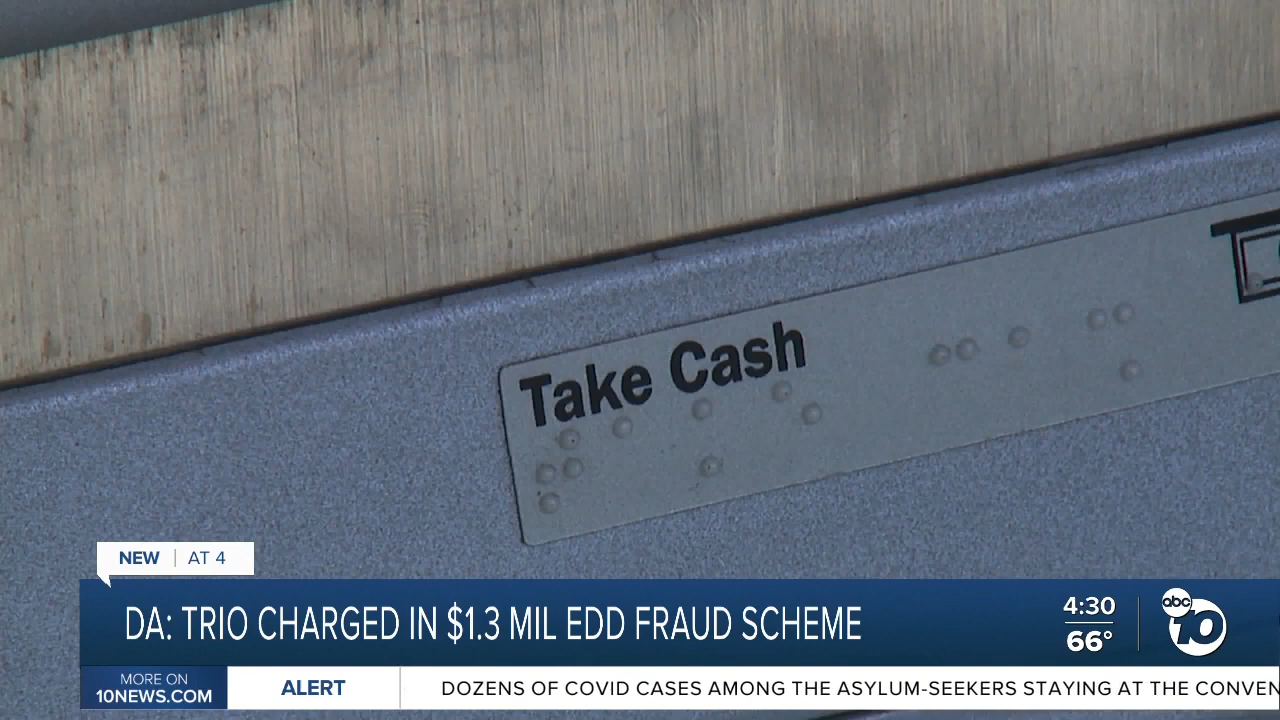 Take Cash
⠞⠁⠅⠑ ⠉⠁⠎
NEW | AT 4
DA: TRIO CHARGED IN $1.3 MIL EDD FRAUD SCHEME
4:30
66°
abc
10
MORE ON
10NEWS.COM
ALERT
DOZENS OF COVID CASES AMONG THE ASYLUM-SEEKERS STAYING AT THE CONVEN